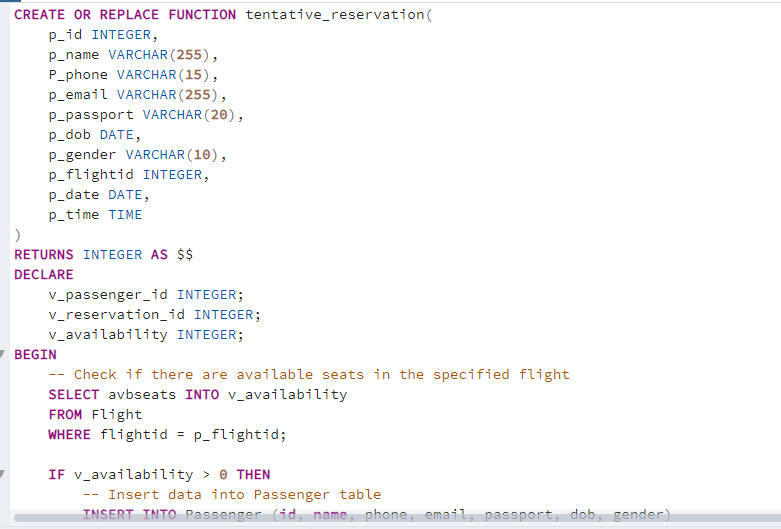 CREATE OR REPLACE FUNCTION tentative_reservation(
    p_id INTEGER,
    p_name VARCHAR(255),
    P_phone VARCHAR(15),
    p_email VARCHAR(255),
    p_passport VARCHAR(20),
    p_dob DATE,
    p_gender VARCHAR(10),
    p_flightid INTEGER,
    p_date DATE,
    p_time TIME
)
RETURNS INTEGER AS $$
DECLARE
    v_passenger_id INTEGER;
    v_reservation_id INTEGER;
    v_availability INTEGER;
BEGIN
    -- Check if there are available seats in the specified flight
    SELECT avbseats INTO v_availability
    FROM Flight
    WHERE flightid = p_flightid;

    IF v_availability > 0 THEN
        -- Insert data into Passenger table
        INSERT INTO Passenger (id, name, phone, email, passport, dob, gender)